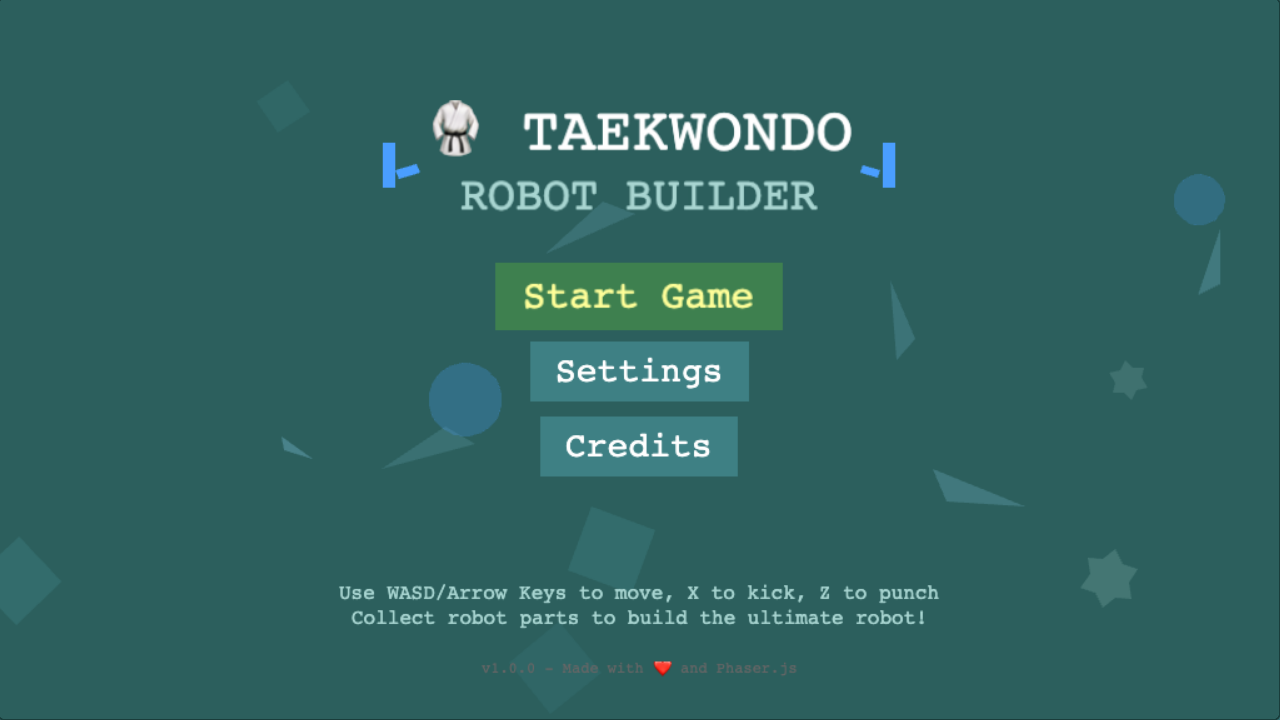 TAEKWONDO
ROBOT BUILDER
Start Game
Settings
Credits
Use WASD/Arrow Keys to move, X to kick, Z to punch
Collect robot parts to build the ultimate robot!
v1.0.0 - Made with ❤️ and Phaser.js